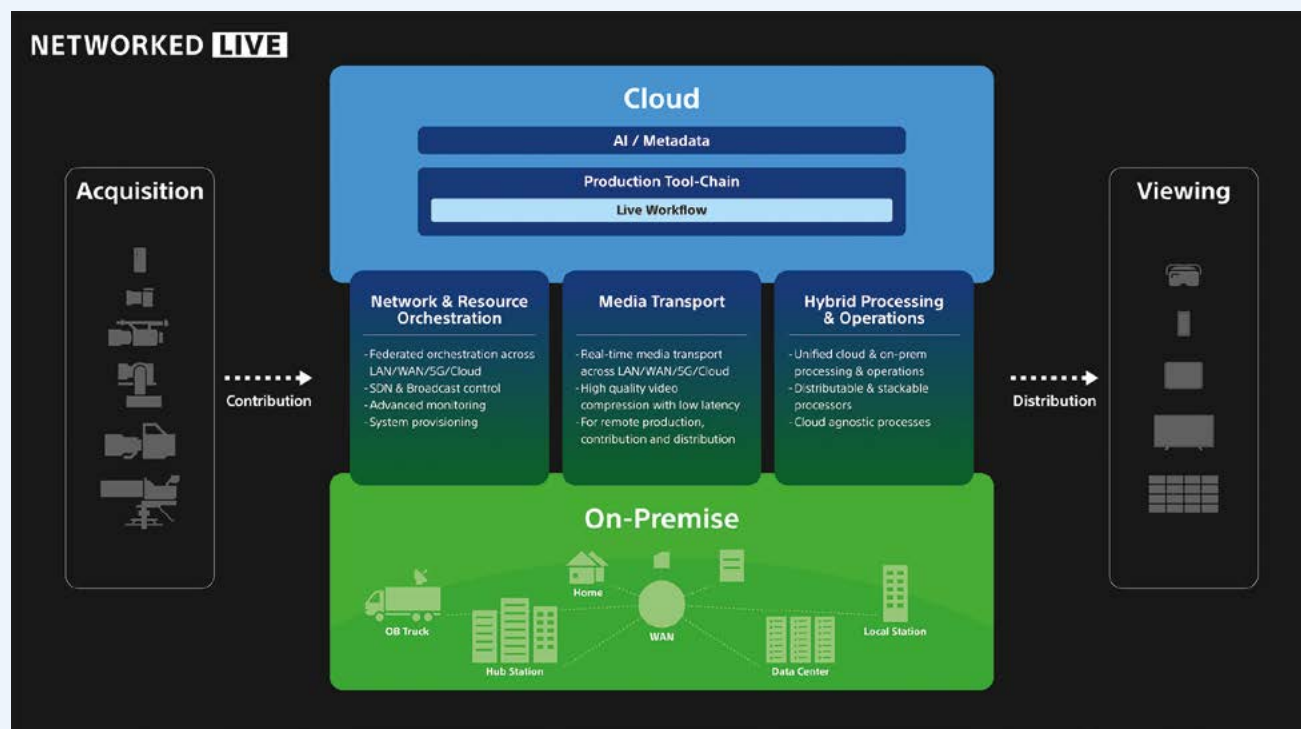 NETWORKED LIVE
Cloud
AI / Metadata
Production Tool-Chain
Live Workflow
Acquisition
Contribution
Network & Resource
Orchestration
-Federated orchestration across
LAN/WAN/5G/Cloud
-SDN & Broadcast control
-Advanced monitoring
-System provisioning
Media Transport
-Real-time media transport
across LAN/WAN/5G/Cloud
-High quality video
compression with low latency
-For remote production,
contribution and distribution
Hybrid Processing
& Operations
-Unified cloud & on-prem
processing & operations
-Distributable & stackable
processors
-Cloud agnostic processes
Distribution
Viewing
On-Premise
Home
OB Truck
WAN
Local Station
Hub Station
Data Center